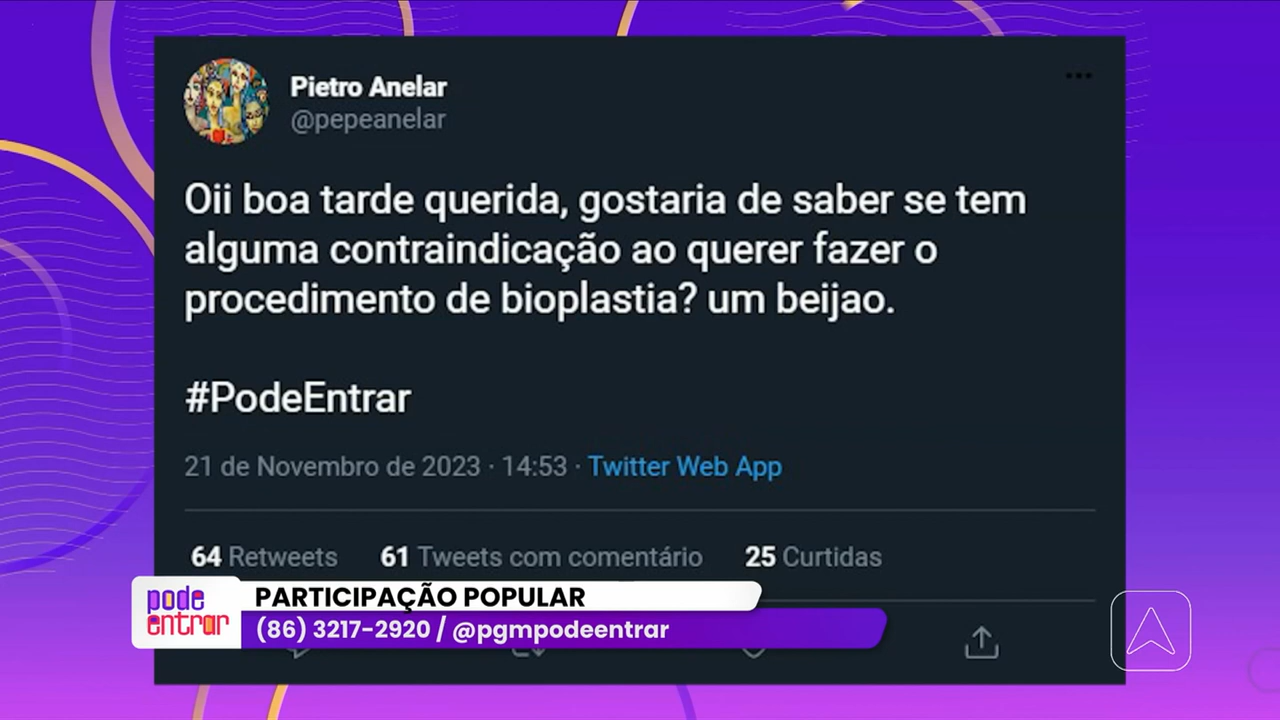 Pietro Anelar
@pepeanelar
Oii boa tarde querida, gostaria de saber se tem
alguma contraindicação ao querer fazer o
procedimento de bioplastia? um beijao.
#PodeEntrar
21 de Novembro de 2023 · 14:53 · Twitter Web App
64 Retweets 61 Tweets com comentário 25 Curtidas
pode
entrar
PARTICIPAÇÃO POPULAR
(86) 3217-2920 / @pgmpodeentrar